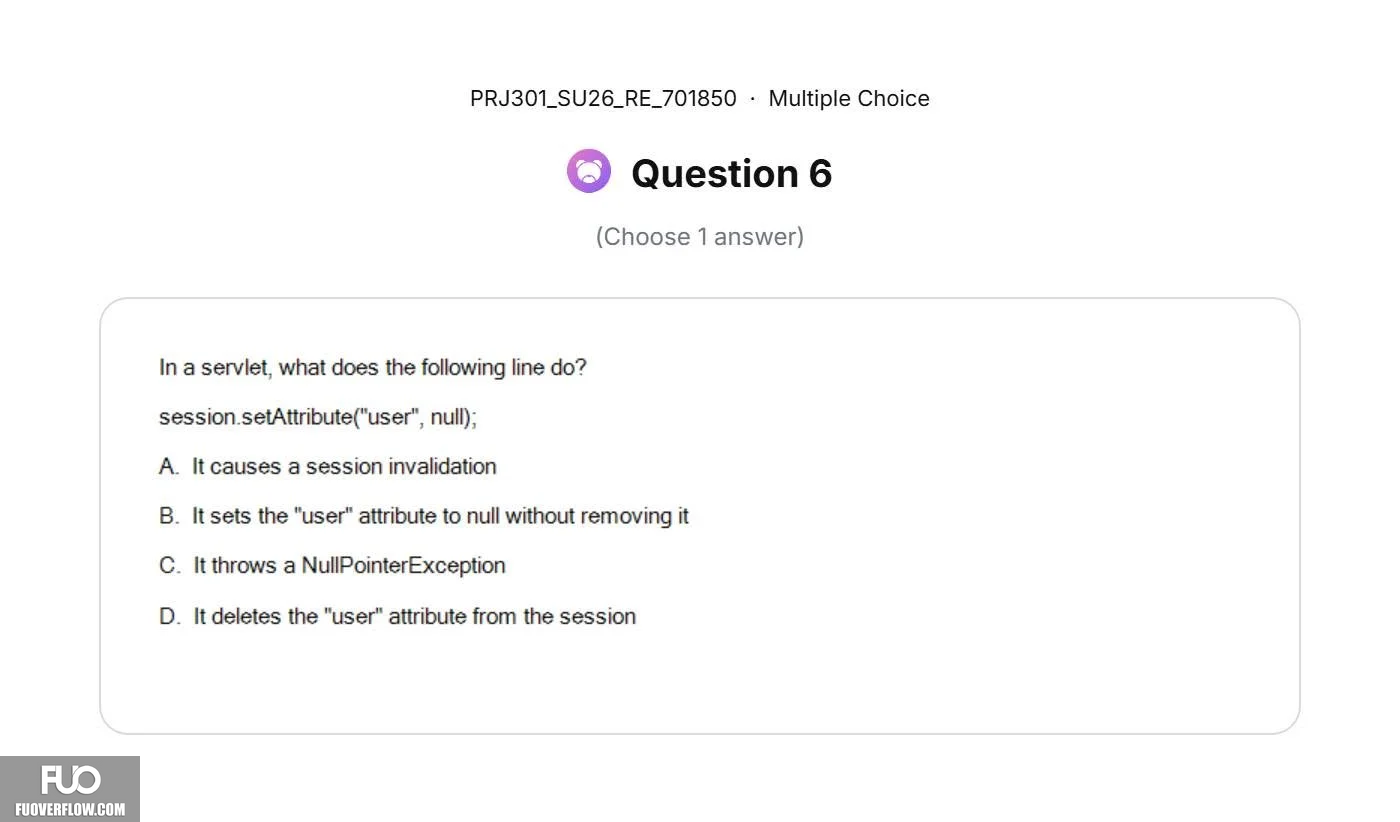 PRJ301_SU26_RE_701850 · Multiple Choice
Question 6
(Choose 1 answer)
In a servlet, what does the following line do?
session.setAttribute("user", null);
A. It causes a session invalidation
B. It sets the "user" attribute to null without removing it
C. It throws a NullPointerException
D. It deletes the "user" attribute from the session
FUO
FUOVERFLOW.COM